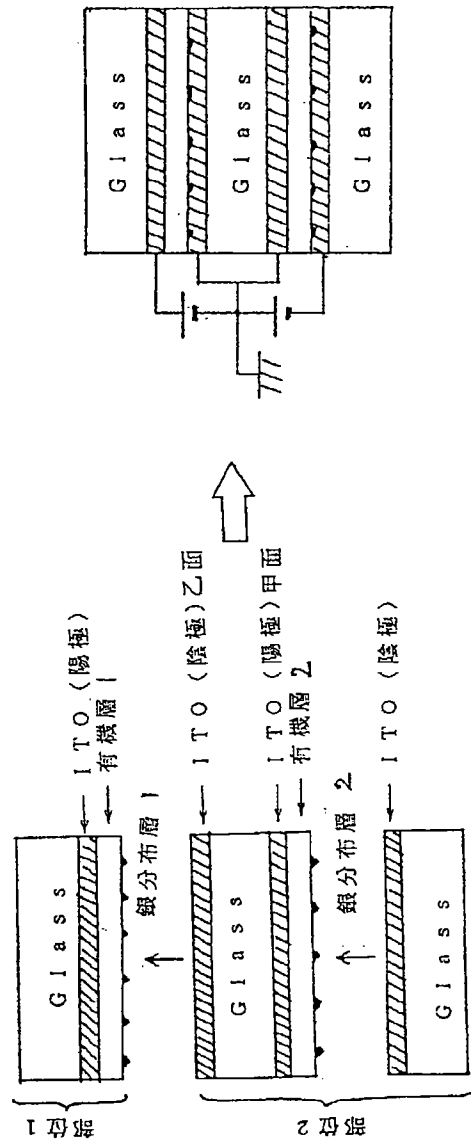 部位1
Glass
ITO(陽極)
有機層1
銀分布層1
部位2
ITO(陰極)乙面
Glass
ITO(陽極)甲面
有機層2
銀分布層2
ITO(陰極)
Glass
Glass
Glass
Glass